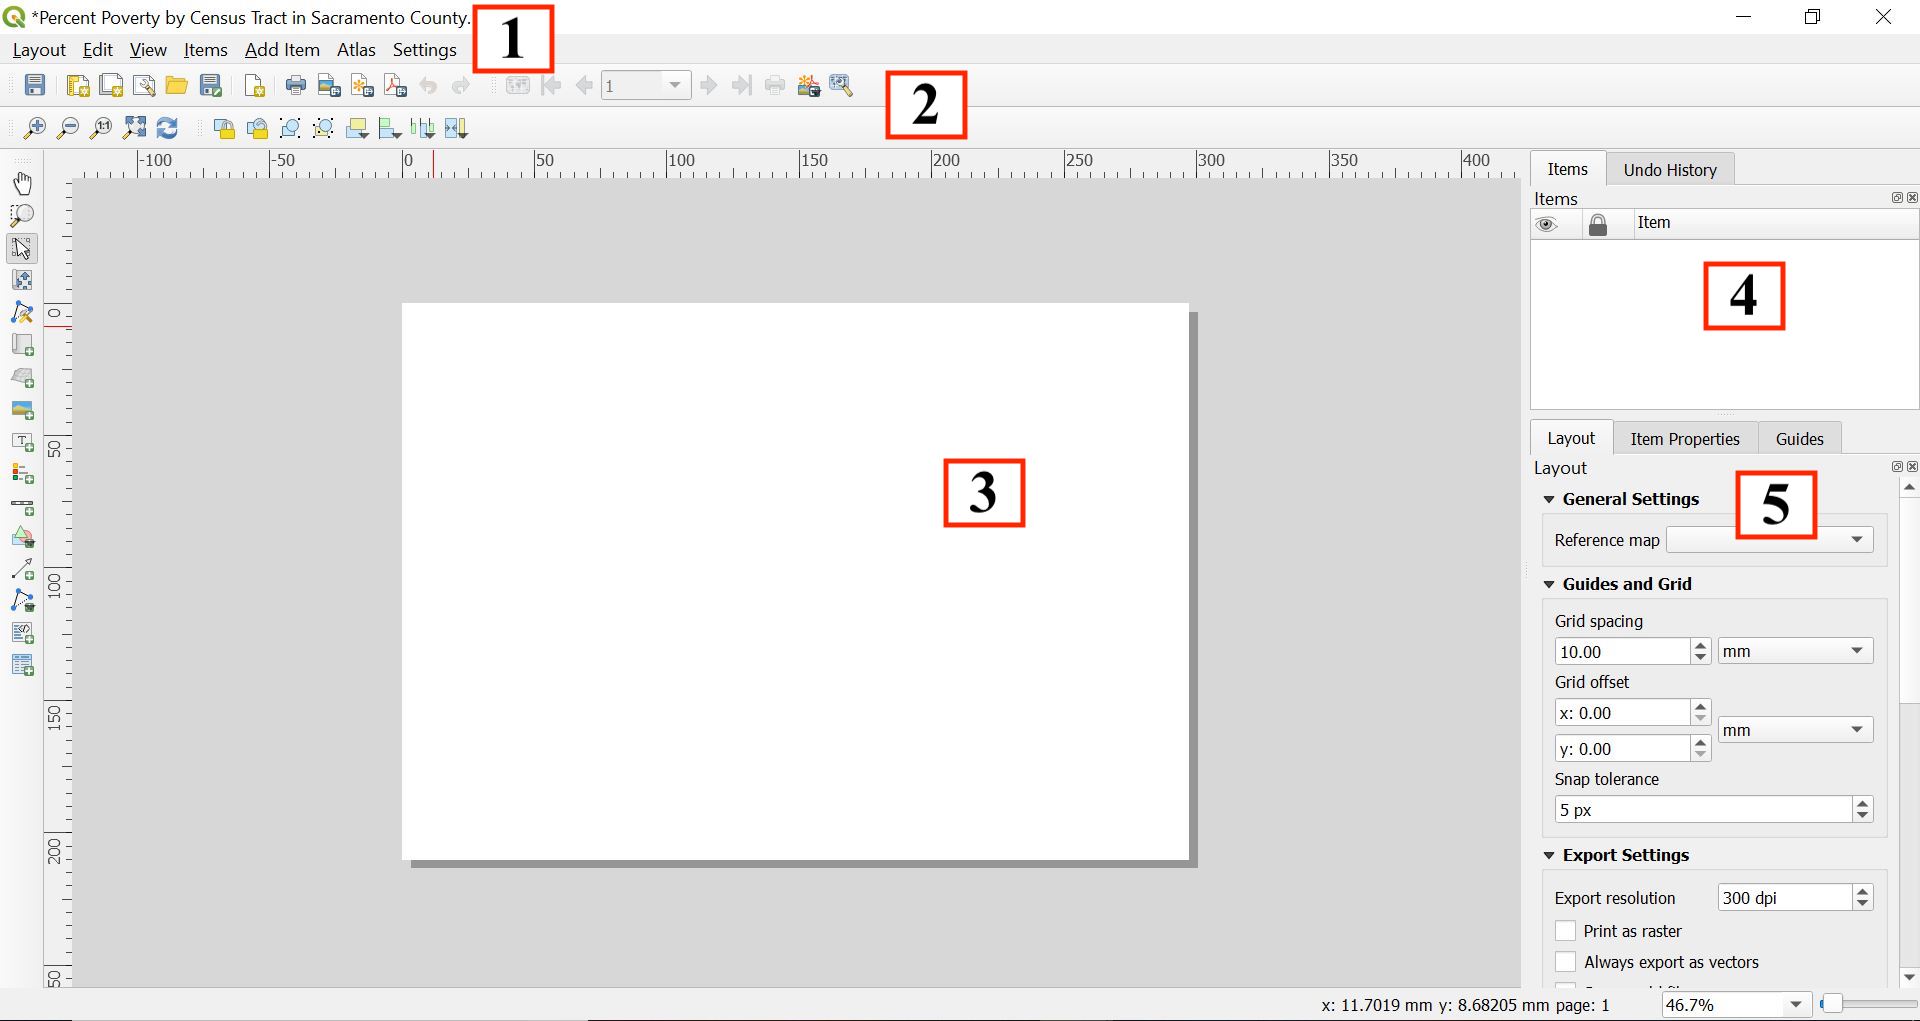 *Percent Poverty by Census Tract in Sacramento County.
1
Layout Edit View Items Add Item Atlas Settings
1
2
1:1
-100 -50 0 50 100 150 200 250 300 350 400
0
50
100
150
200
50
3
Items Undo History
Items
Item
4
Layout Item Properties Guides
Layout
5
General Settings
Reference map
Guides and Grid
Grid spacing
10.00 mm
Grid offset
x: 0.00
mm
y: 0.00
Snap tolerance
5 px
Export Settings
Export resolution 300 dpi
Print as raster
Always export as vectors
x: 11.7019 mm y: 8.68205 mm page: 1 46.7%